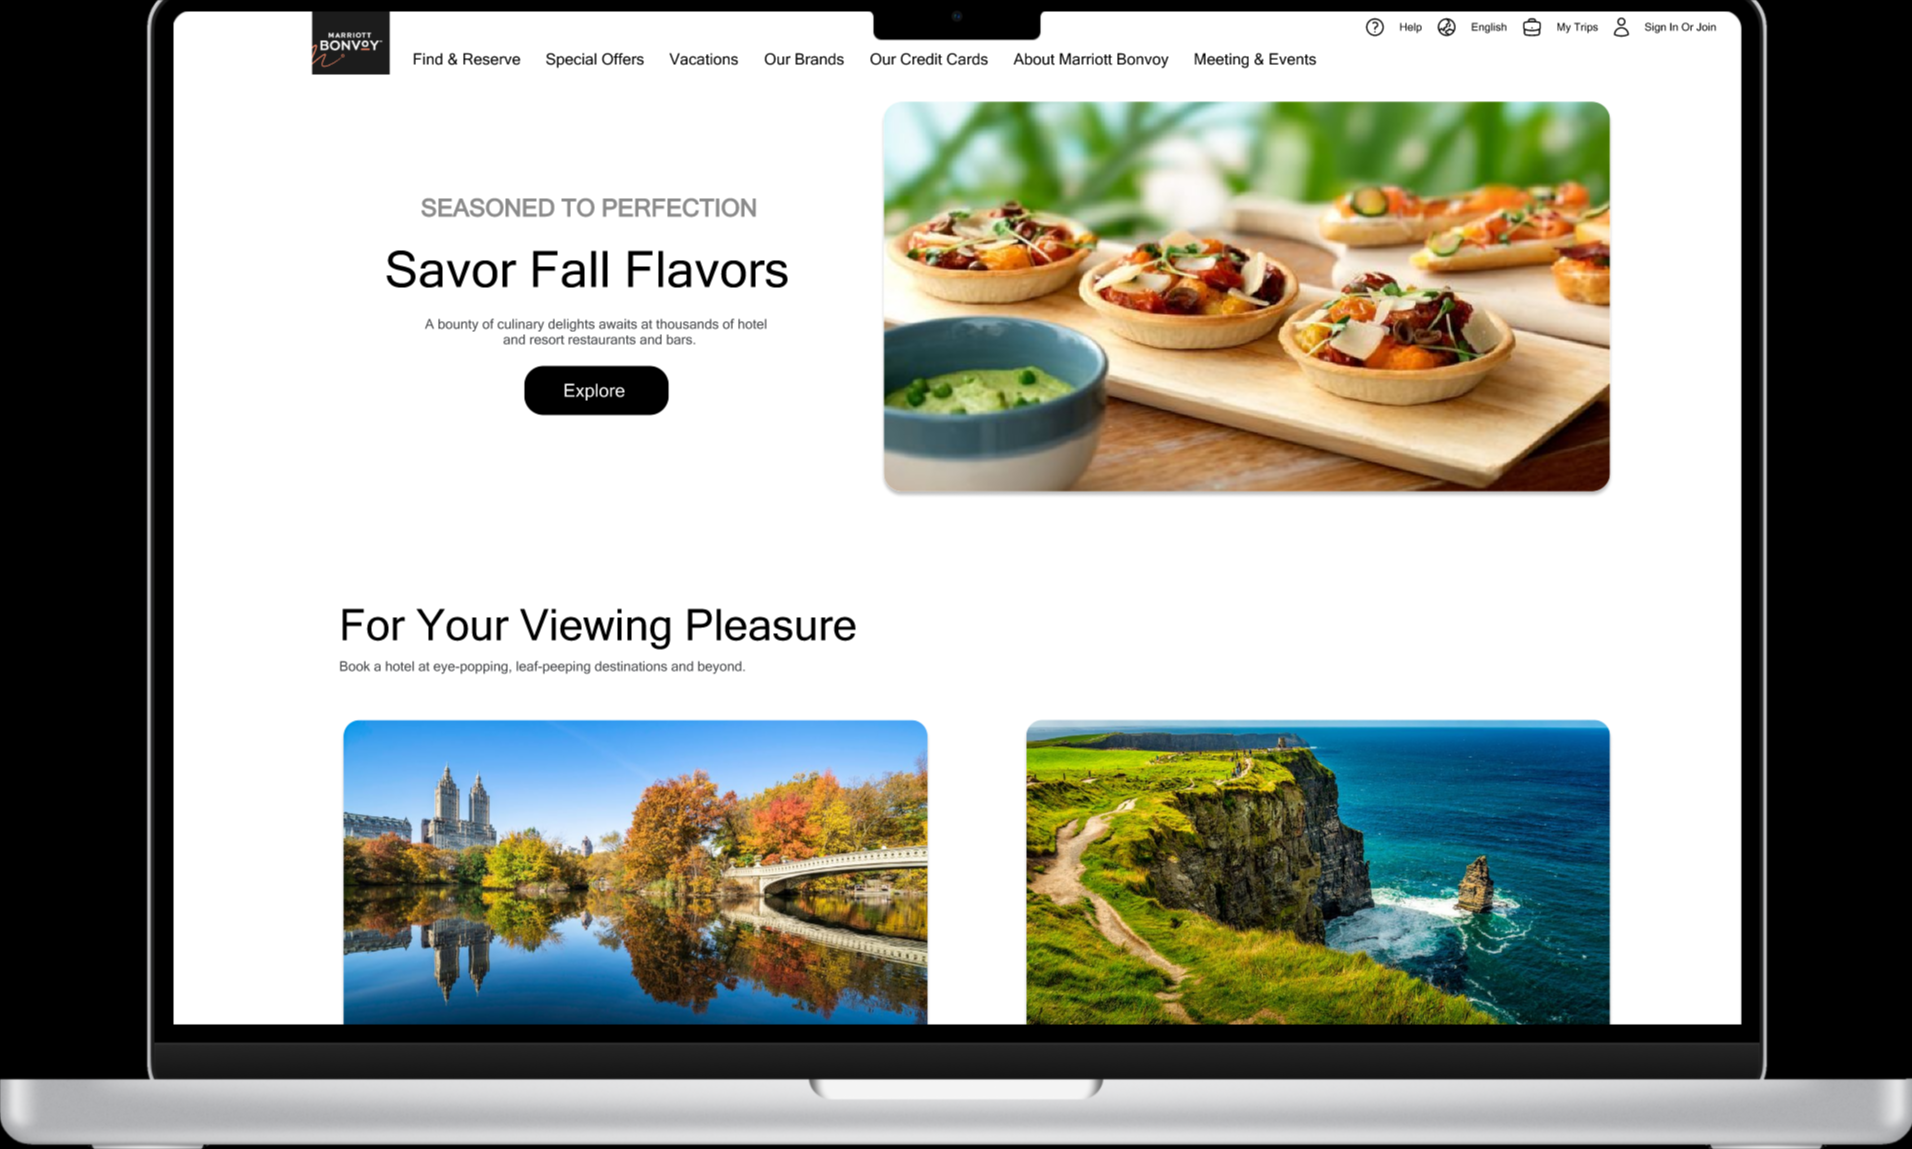 MARRIOTT
BONVOY
Help
English
My Trips
Sign In Or Join
Find & Reserve
Special Offers
Vacations
Our Brands
Our Credit Cards
About Marriott Bonvoy
Meeting & Events
SEASONED TO PERFECTION
Savor Fall Flavors
A bounty of culinary delights awaits at thousands of hotel
and resort restaurants and bars.
Explore
For Your Viewing Pleasure
Book a hotel at eye-popping, leaf-peeping destinations and beyond.